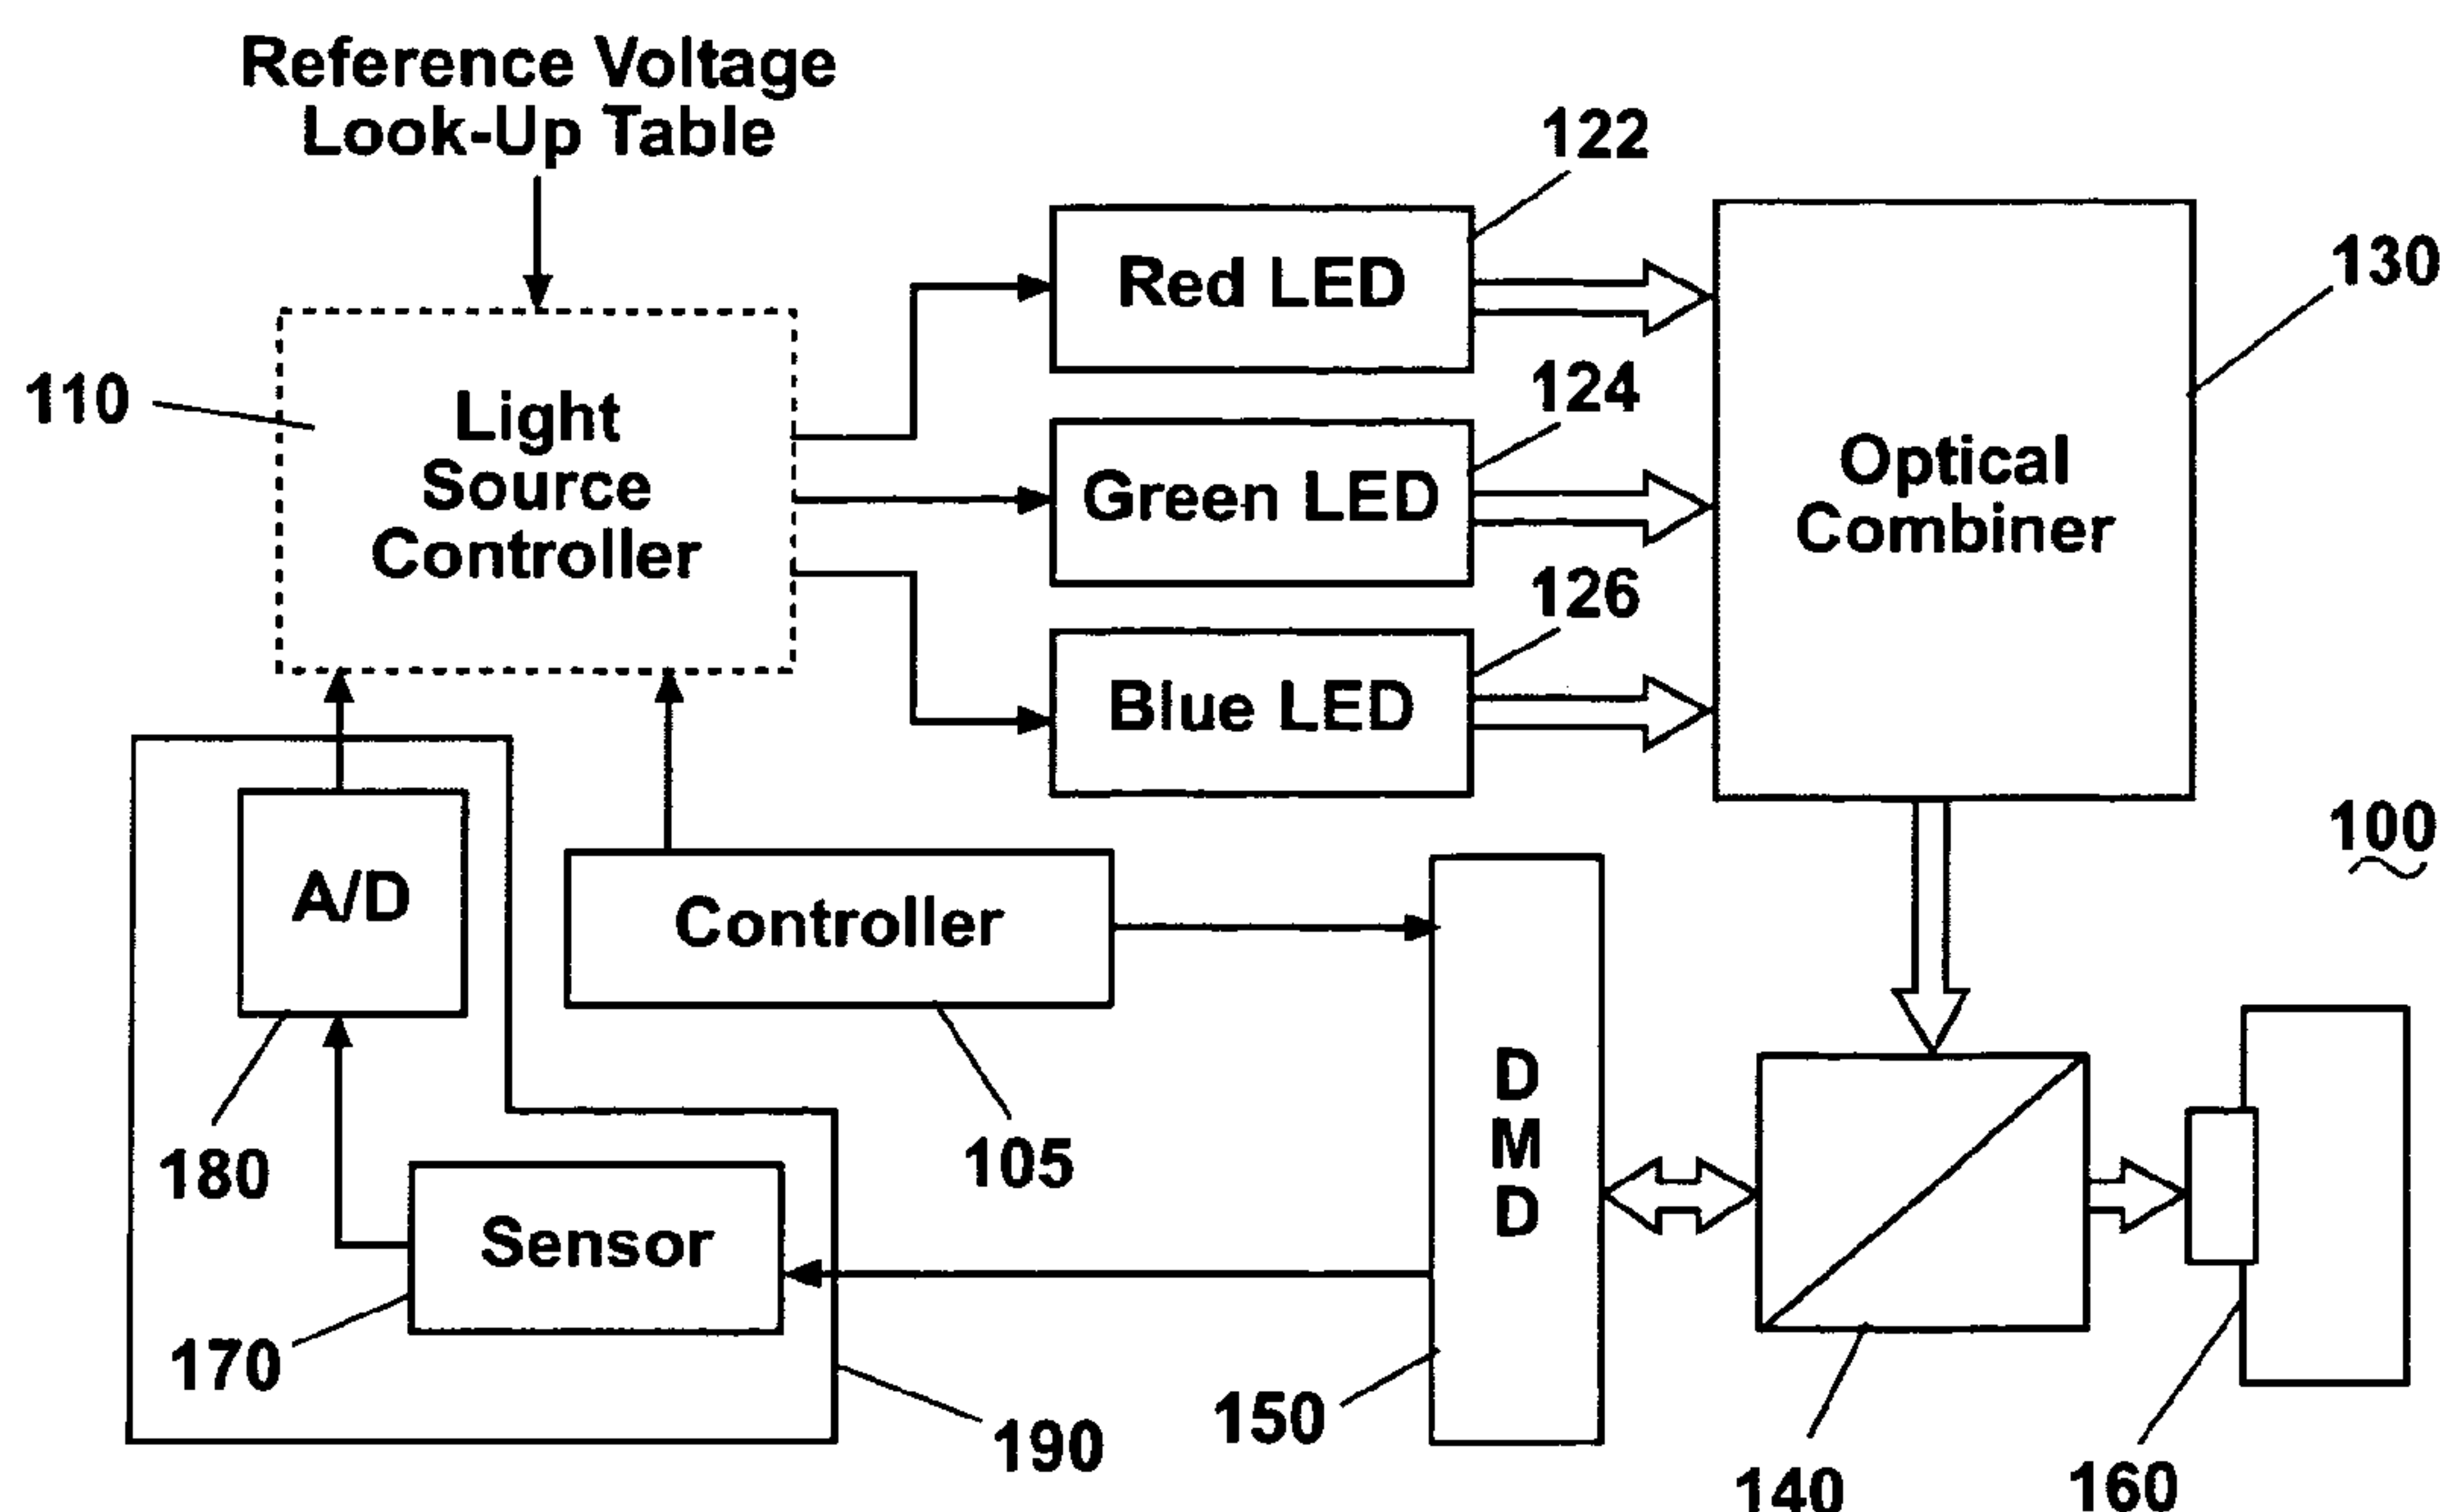 Reference Voltage
Look-Up Table
122
130
Red LED
110
Light
Source
Controller
124
Green LED
Optical
Combiner
126
Blue LED
100
A/D
Controller
D
M
D
180
105
Sensor
170
190
150
140
160